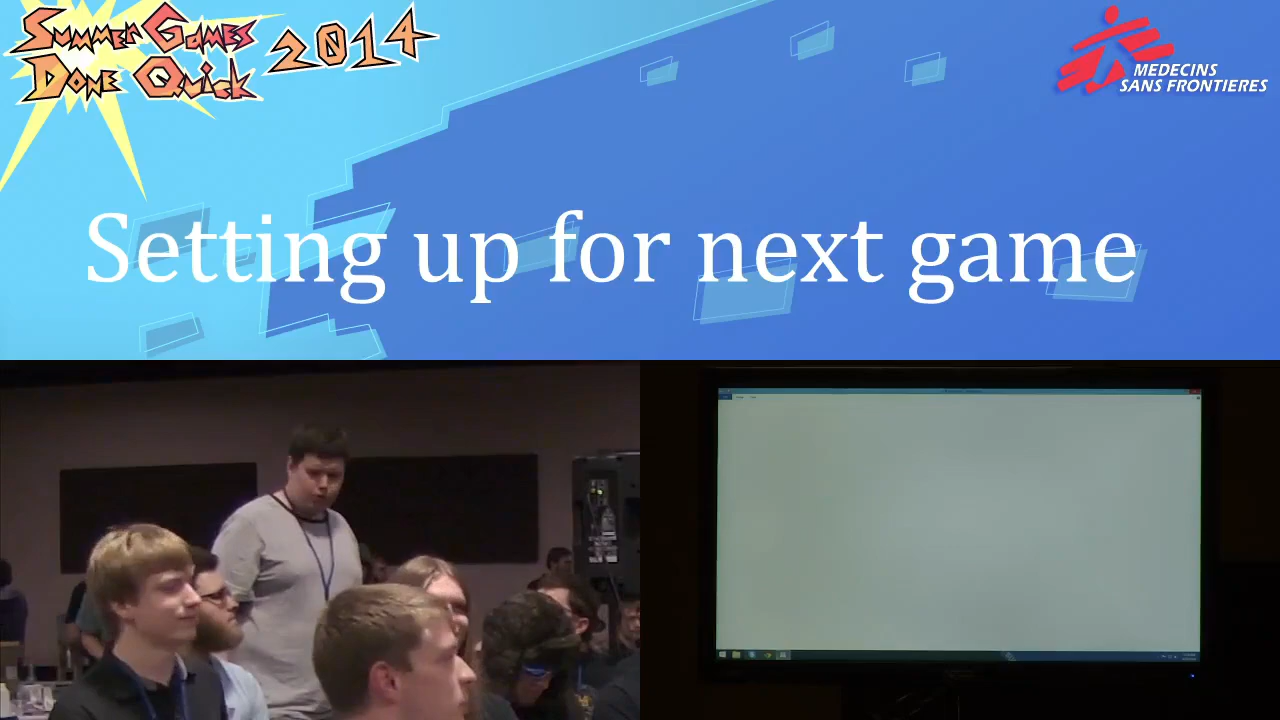 Summer Games
Done Quick
2014
MEDECINS
SANS FRONTIERES
Setting up for next game